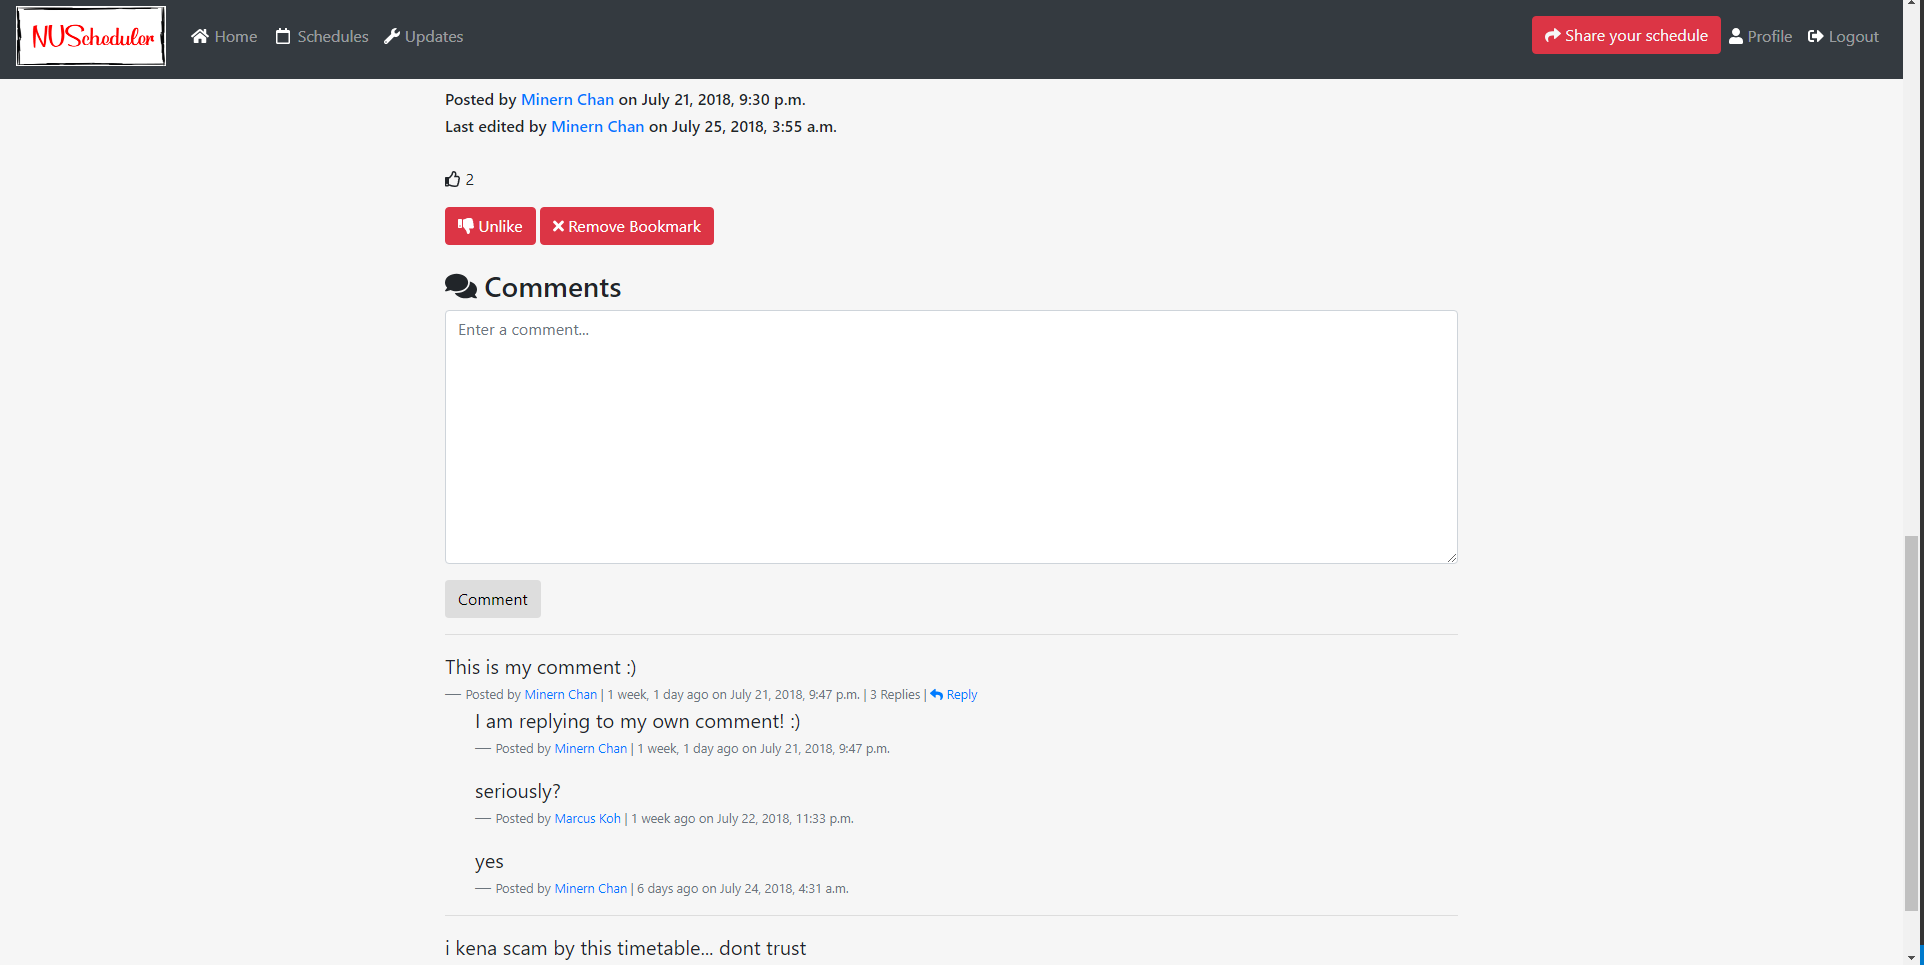 NUScheduler Home Schedules Updates Share your schedule Profile Logout
Posted by Minern Chan on July 21, 2018, 9:30 p.m.
Last edited by Minern Chan on July 25, 2018, 3:55 a.m.
2
Unlike Remove Bookmark
Comments
Enter a comment...
Comment
This is my comment :)
— Posted by Minern Chan | 1 week, 1 day ago on July 21, 2018, 9:47 p.m. | 3 Replies | Reply
I am replying to my own comment! :)
— Posted by Minern Chan | 1 week, 1 day ago on July 21, 2018, 9:47 p.m.
seriously?
— Posted by Marcus Koh | 1 week ago on July 22, 2018, 11:33 p.m.
yes
— Posted by Minern Chan | 6 days ago on July 24, 2018, 4:31 a.m.
i kena scam by this timetable... dont trust